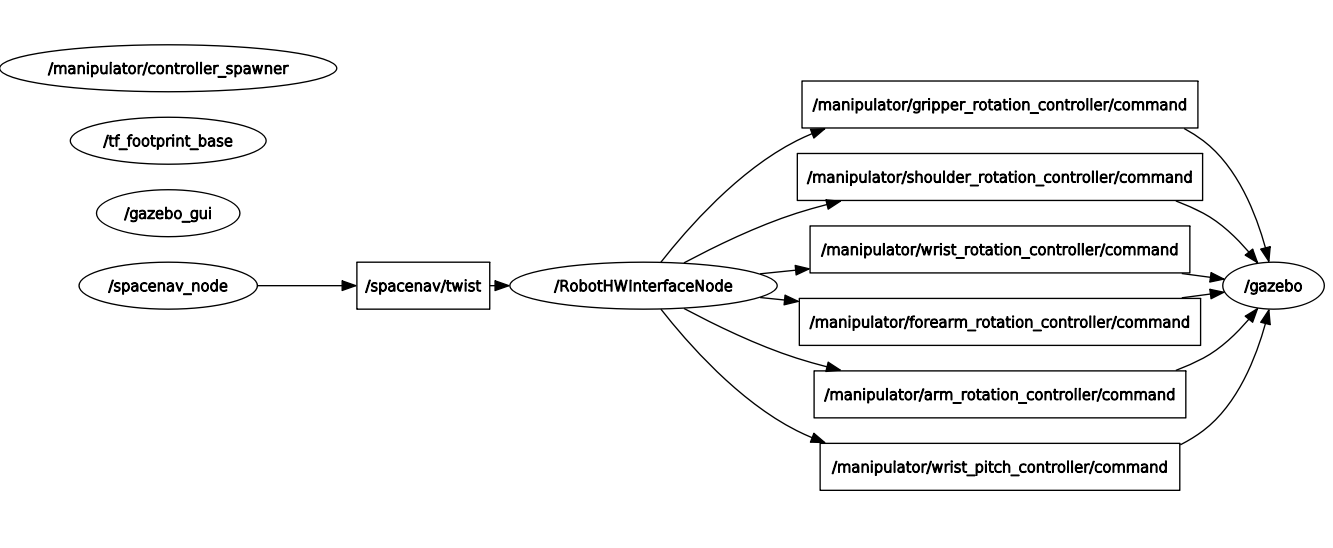 /manipulator/controller_spawner
/tf_footprint_base
/gazebo_gui
/spacenav_node
/spacenav/twist
/RobotHWInterfaceNode
/manipulator/gripper_rotation_controller/command
/manipulator/shoulder_rotation_controller/command
/manipulator/wrist_rotation_controller/command
/manipulator/forearm_rotation_controller/command
/manipulator/arm_rotation_controller/command
/manipulator/wrist_pitch_controller/command
/gazebo